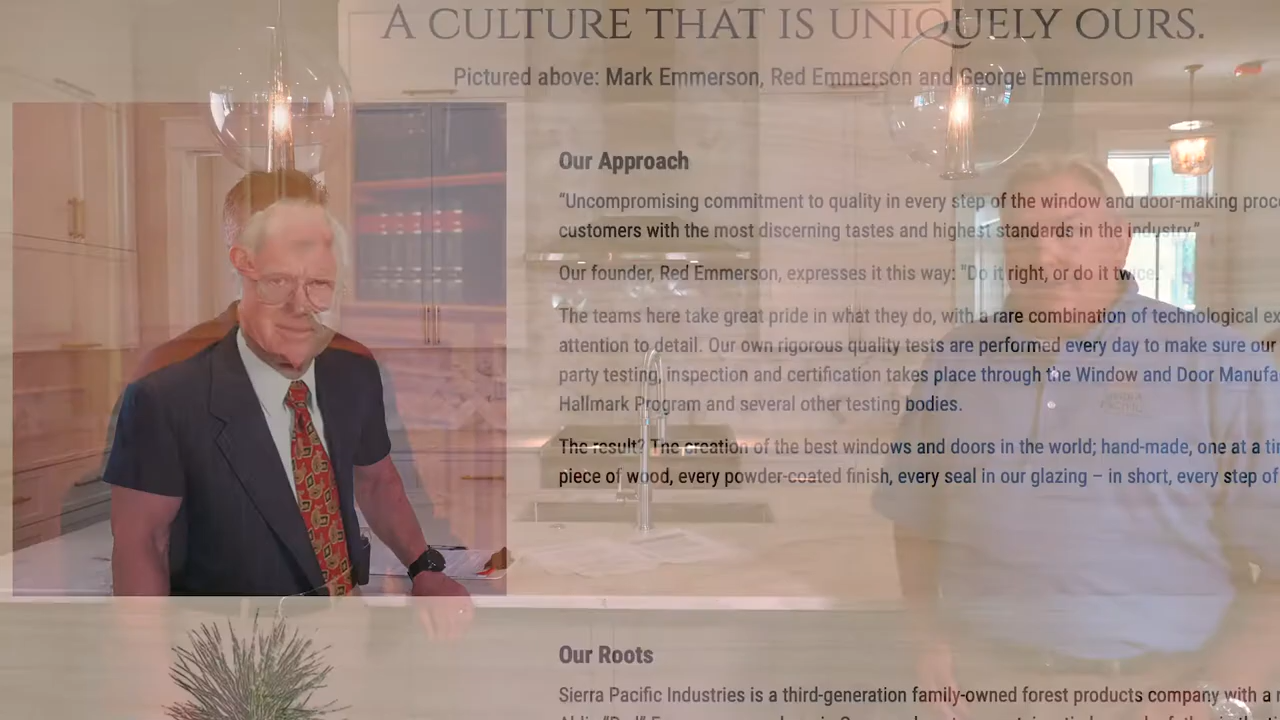 A CULTURE THAT IS UNIQUELY OURS.
Pictured above: Mark Emmerson, Red Emmerson and George Emmerson
Our Approach
“Uncompromising commitment to quality in every step of the window and door-making proce
customers with the most discerning tastes and highest standards in the industry.”
Our founder, Red Emmerson, expresses it this way: "Do it right, or do it twice."
The teams here take great pride in what they do, with a rare combination of technological ex
attention to detail. Our own rigorous quality tests are performed every day to make sure our
party testing, inspection and certification takes place through the Window and Door Manufa
Hallmark Program and several other testing bodies.
The result? The creation of the best windows and doors in the world; hand-made, one at a ti
piece of wood, every powder-coated finish, every seal in our glazing – in short, every step of
SIERRA
PACIFIC
Our Roots
Sierra Pacific Industries is a third-generation family-owned forest products company with a